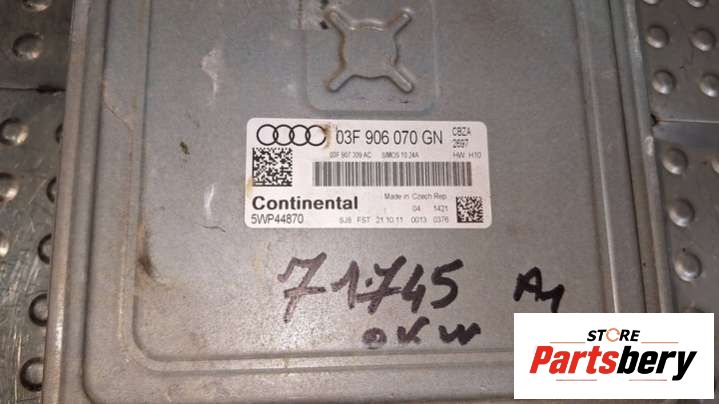 03F 906 070 GN
CBZA
2697
03F 907 309 AC SIMOS 10.24A HW: H10
Continental
5WP44870
Made in Czech Rep.
04 1421
SJ8 FST 21.10.11 0013 0376
71745 A1
OKW
STORE
Partsbery